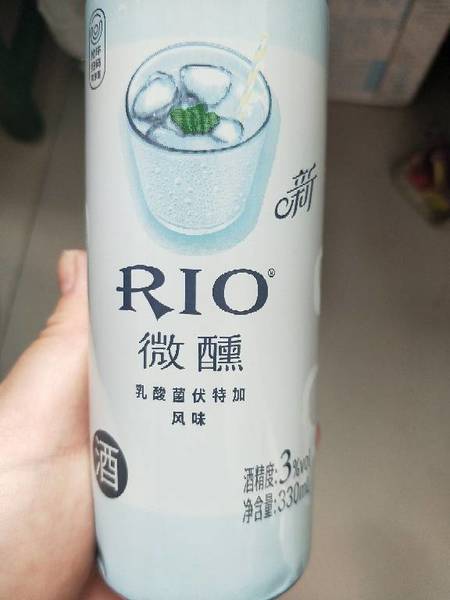 新
RIO®
微醺
乳酸菌伏特加
风味
酒
酒精度:3%vol
净含量:330mL